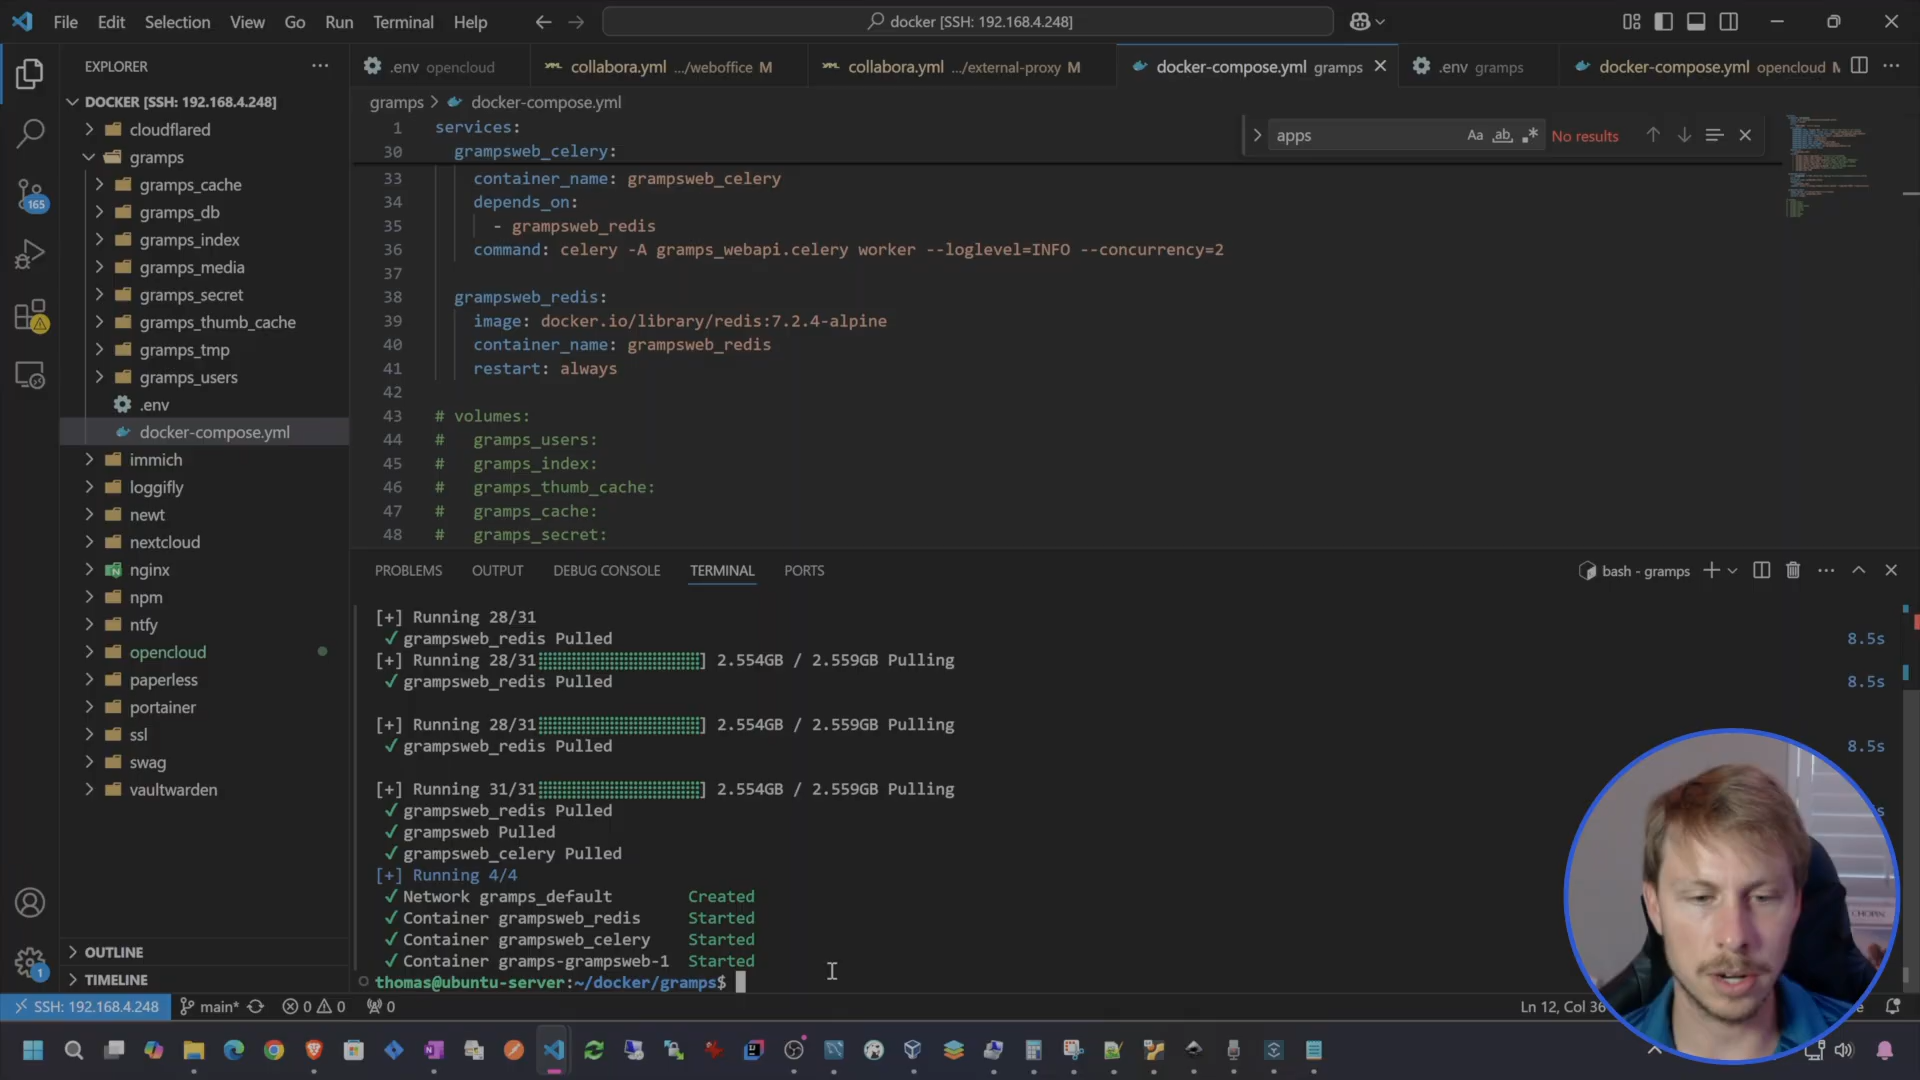 File Edit Selection View Go Run Terminal Help
docker [SSH: 192.168.4.248]
EXPLORER
.env opencloud
collabora.yml .../weboffice M
collabora.yml .../external-proxy M
docker-compose.yml gramps
.env gramps
docker-compose.yml opencloud M
DOCKER [SSH: 192.168.4.248]
cloudflared
gramps
gramps_cache
gramps_db
gramps_index
gramps_media
gramps_secret
gramps_thumb_cache
gramps_tmp
gramps_users
.env
docker-compose.yml
immich
loggifly
newt
nextcloud
nginx
npm
ntfy
opencloud
paperless
portainer
ssl
swag
vaultwarden
OUTLINE
TIMELINE
165
1
gramps > docker-compose.yml
apps
Aa ab
No results
1 services:
30 grampsweb_celery:
33 container_name: grampsweb_celery
34 depends_on:
35 - grampsweb_redis
36 command: celery -A gramps_webapi.celery worker --loglevel=INFO --concurrency=2
37
38 grampsweb_redis:
39 image: docker.io/library/redis:7.2.4-alpine
40 container_name: grampsweb_redis
41 restart: always
42
43 # volumes:
44 # gramps_users:
45 # gramps_index:
46 # gramps_thumb_cache:
47 # gramps_cache:
48 # gramps_secret:
PROBLEMS OUTPUT DEBUG CONSOLE TERMINAL PORTS
bash - gramps
[+] Running 28/31
✓ grampsweb_redis Pulled 8.5s
[+] Running 28/31 ] 2.554GB / 2.559GB Pulling
✓ grampsweb_redis Pulled 8.5s
[+] Running 28/31 ] 2.554GB / 2.559GB Pulling
✓ grampsweb_redis Pulled 8.5s
[+] Running 31/31 ] 2.554GB / 2.559GB Pulling
✓ grampsweb_redis Pulled
✓ grampsweb Pulled
✓ grampsweb_celery Pulled
[+] Running 4/4
✓ Network gramps_default Created
✓ Container grampsweb_redis Started
✓ Container grampsweb_celery Started
✓ Container gramps-grampsweb-1 Started
thomas@ubuntu-server:~/docker/gramps$
SSH: 192.168.4.248 main* 0 0 0
Ln 12, Col 36
CHOPIN